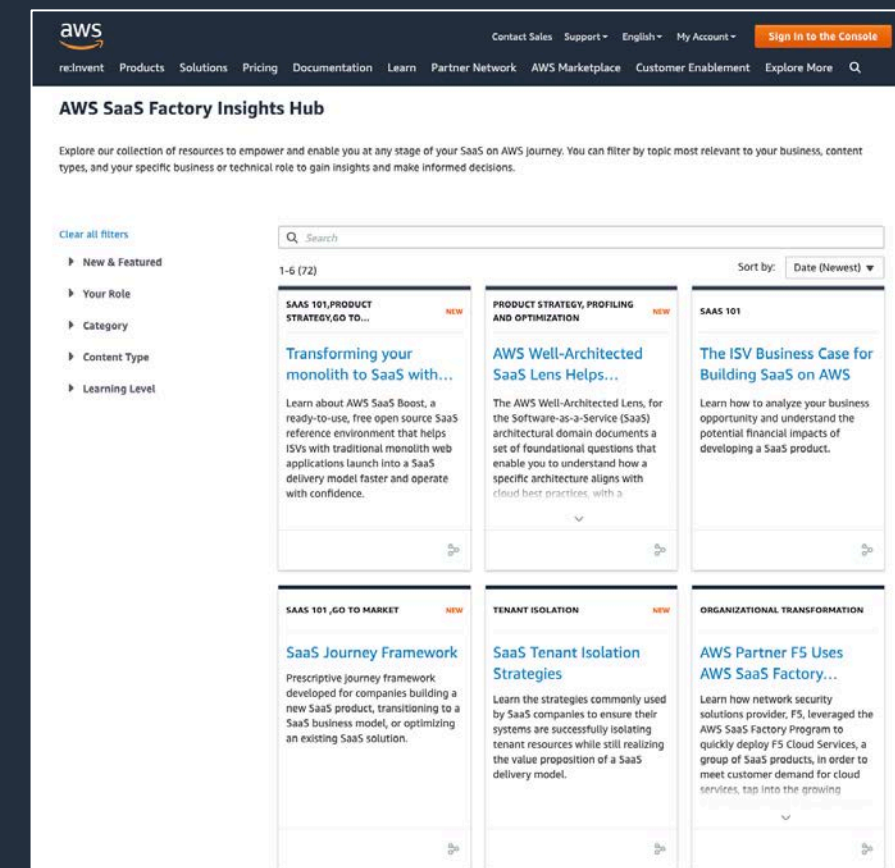 aws
Contact Sales Support English My Account Sign In to the Console
re:Invent Products Solutions Pricing Documentation Learn Partner Network AWS Marketplace Customer Enablement Explore More
AWS SaaS Factory Insights Hub
Explore our collection of resources to empower and enable you at any stage of your SaaS on AWS journey. You can filter by topic most relevant to your business, content
types, and your specific business or technical role to gain insights and make informed decisions.
Clear all filters
New & Featured
Your Role
Category
Content Type
Learning Level
Search
1-6 (72)
Sort by: Date (Newest)
SAAS 101,PRODUCT
STRATEGY,GO TO...
NEW
Transforming your
monolith to SaaS with...
Learn about AWS SaaS Boost, a
ready-to-use, free open source SaaS
reference environment that helps
ISVs with traditional monolith web
applications launch into a SaaS
delivery model faster and operate
with confidence.
PRODUCT STRATEGY, PROFILING
AND OPTIMIZATION
NEW
AWS Well-Architected
SaaS Lens Helps...
The AWS Well-Architected Lens, for
the Software-as-a-Service (SaaS)
architectural domain documents a
set of foundational questions that
enable you to understand how a
specific architecture aligns with
cloud best practices, with a
SAAS 101
The ISV Business Case for
Building SaaS on AWS
Learn how to analyze your business
opportunity and understand the
potential financial impacts of
developing a SaaS product.
SAAS 101 ,GO TO MARKET
NEW
SaaS Journey Framework
Prescriptive journey framework
developed for companies building a
new SaaS product, transitioning to a
SaaS business model, or optimizing
an existing SaaS solution.
TENANT ISOLATION
NEW
SaaS Tenant Isolation
Strategies
Learn the strategies commonly used
by SaaS companies to ensure their
systems are successfully isolating
tenant resources while still realizing
the value proposition of a SaaS
delivery model.
ORGANIZATIONAL TRANSFORMATION
AWS Partner F5 Uses
AWS SaaS Factory...
Learn how network security
solutions provider, F5, leveraged the
AWS SaaS Factory Program to
quickly deploy F5 Cloud Services, a
group of SaaS products, in order to
meet customer demand for cloud
services, tap into the growing